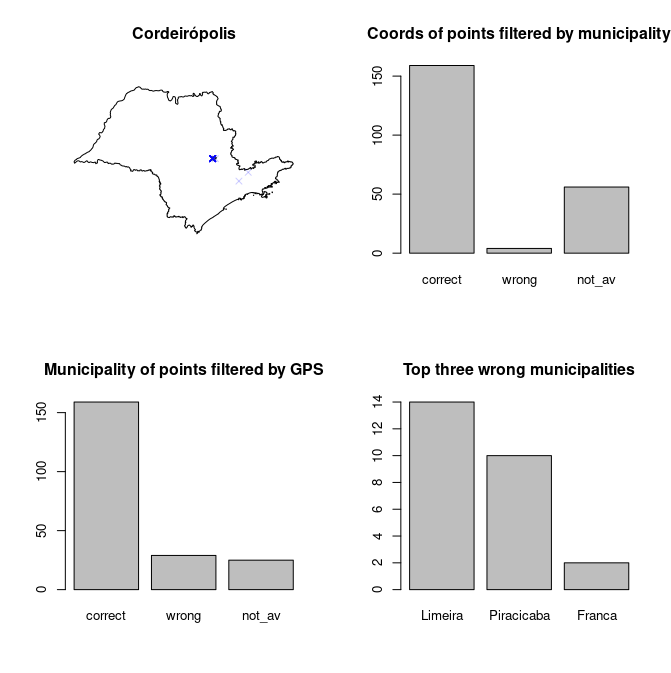 Cordeirópolis
Coords of points filtered by municipality
150
100
50
0
correct wrong not_av
Municipality of points filtered by GPS
150
100
50
0
correct wrong not_av
Top three wrong municipalities
14
12
10
8
6
4
2
0
Limeira Piracicaba Franca